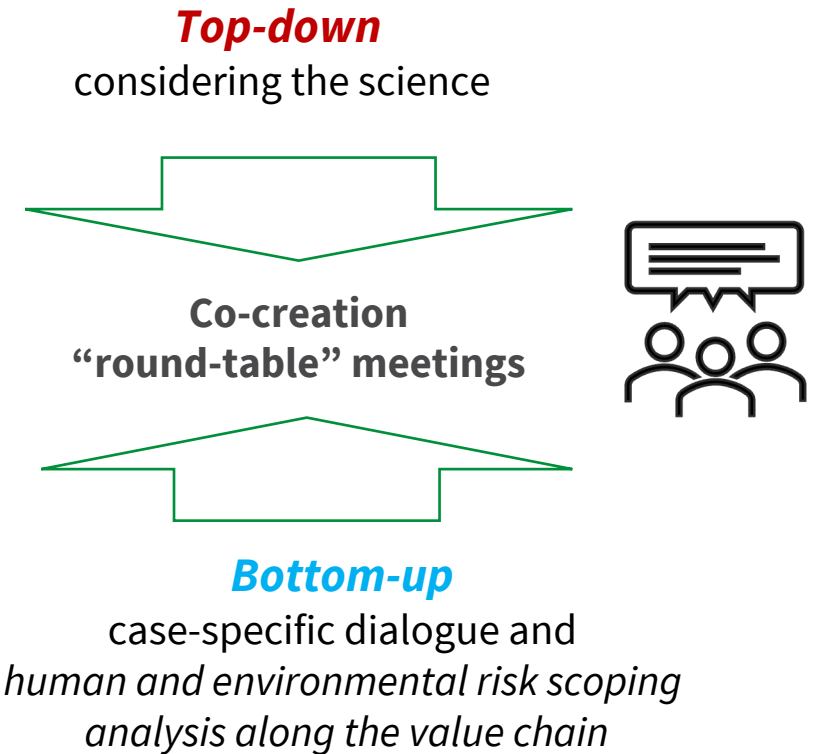 Top-down
considering the science
Co-creation
“round-table” meetings
Bottom-up
case-specific dialogue and
human and environmental risk scoping
analysis along the value chain